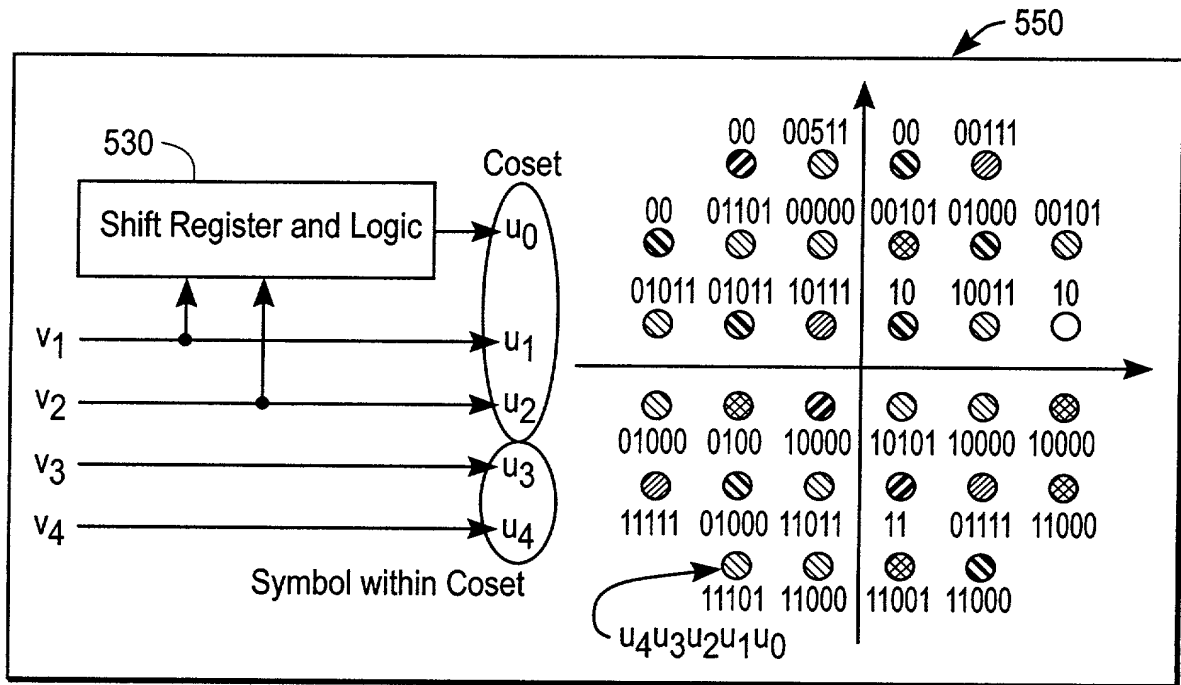 550
530
Shift Register and Logic
Coset
u0
v1
u1
v2
u2
v3
u3
v4
u4
Symbol within Coset
00 00511 00 00111
00 01101 00000 00101 01000 00101
01011 01011 10111 10 10011 10
01000 0100 10000 10101 10000 10000
11111 01000 11011 11 01111 11000
11101 11000 11001 11000
u4u3u2u1u0